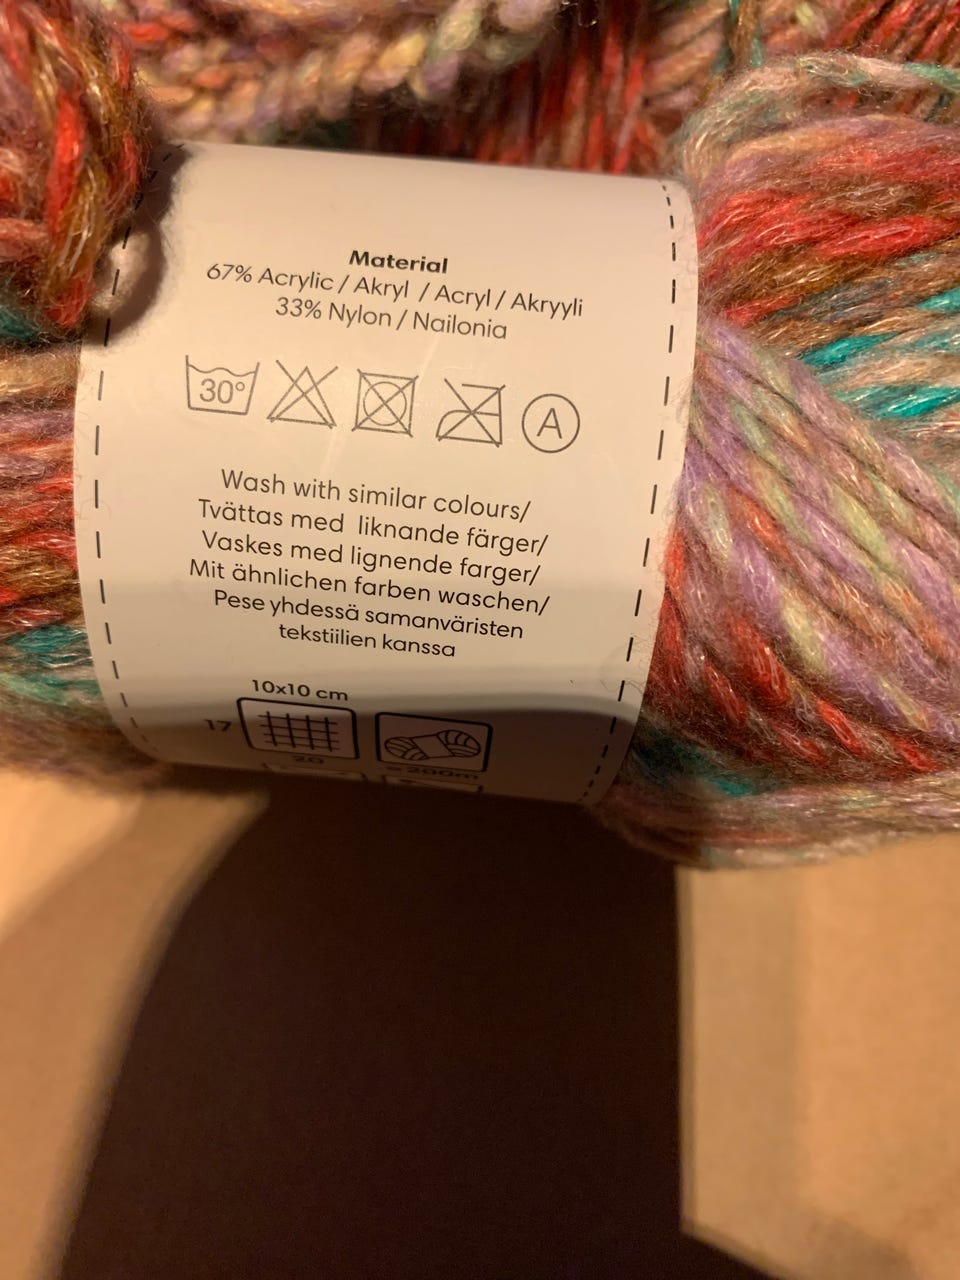 Material
67% Acrylic / Akryl / Acryl / Akryyli
33% Nylon / Nailonia
30°
A
Wash with similar colours/
Tvättas med liknande färger/
Vaskes med lignende farger/
Mit ähnlichen farben waschen/
Pese yhdessä samanväristen
tekstiilien kanssa
10x10 cm
17
20
≈ 200m